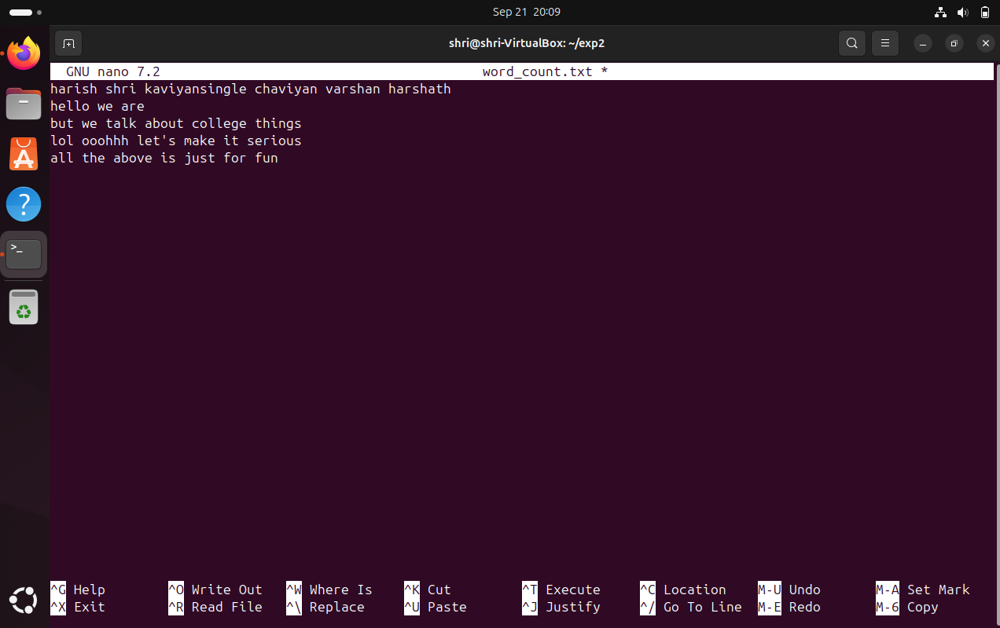 Sep 21 20:09
shri@shri-VirtualBox: ~/exp2
GNU nano 7.2 word_count.txt *
harish shri kaviyansingle chaviyan varshan harshath
hello we are
but we talk about college things
lol ooohhh let's make it serious
all the above is just for fun
^G Help ^O Write Out ^W Where Is ^K Cut ^T Execute ^C Location M-U Undo M-A Set Mark
^X Exit ^R Read File ^\ Replace ^U Paste ^J Justify ^/ Go To Line M-E Redo M-6 Copy